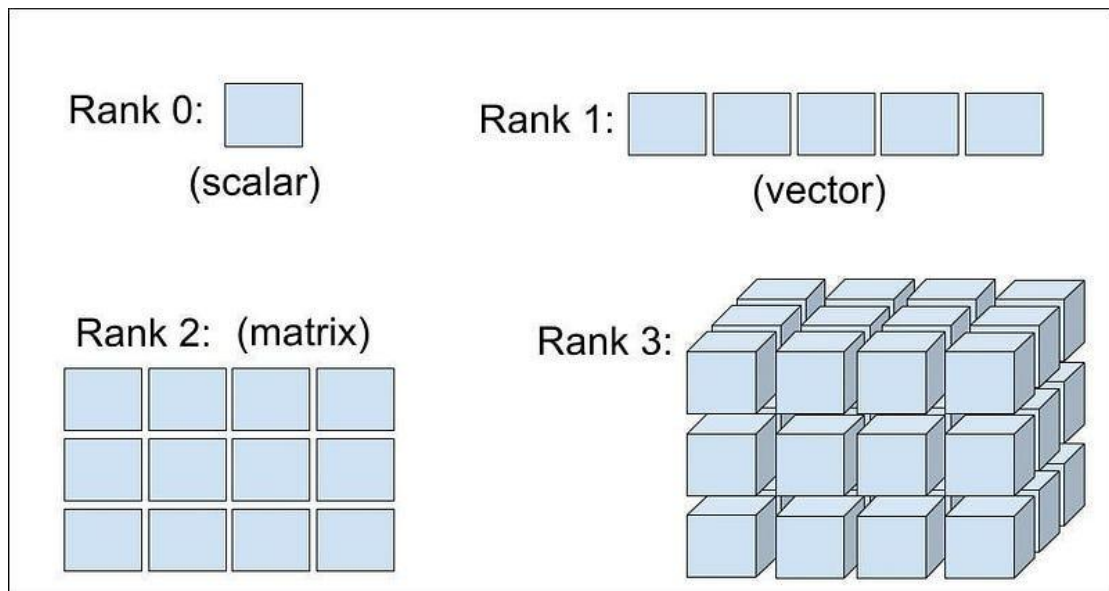 Rank 0:
(scalar)
Rank 1:
(vector)
Rank 2: (matrix)
Rank 3: